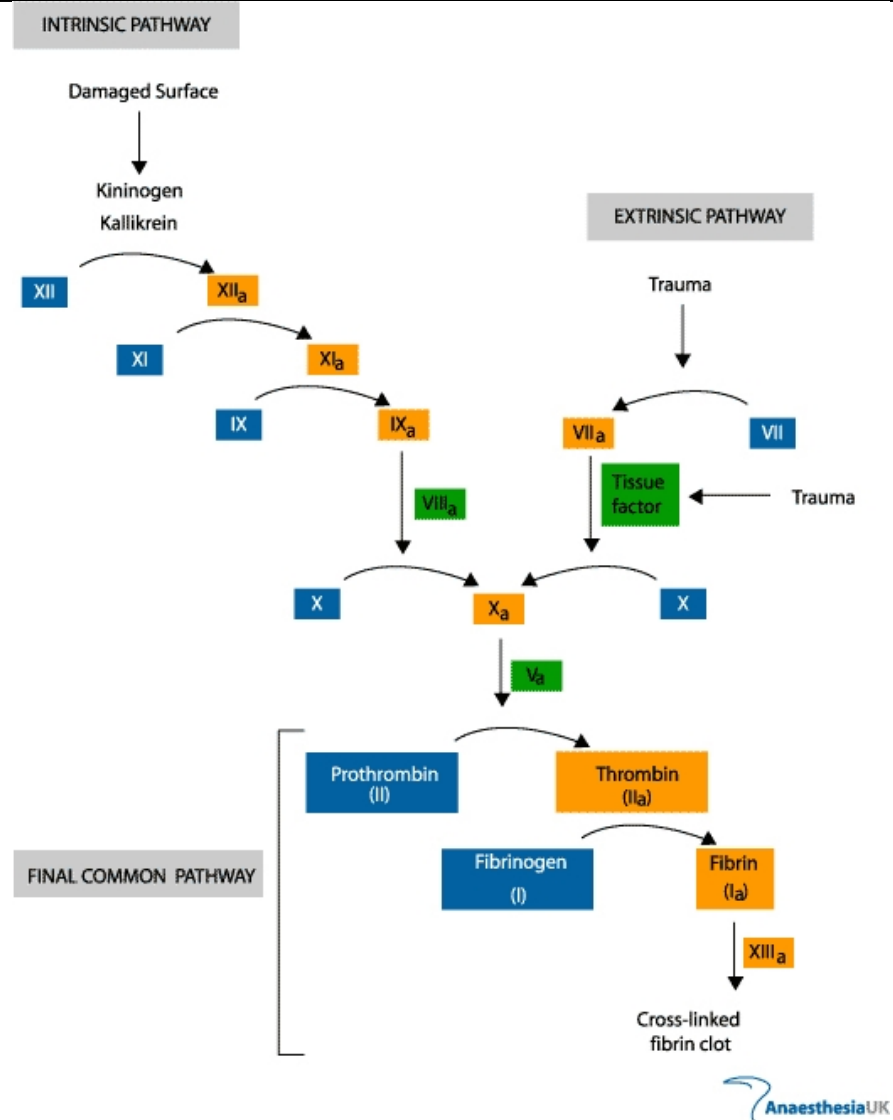 INTRINSIC PATHWAY
Damaged Surface
Kininogen
Kallikrein
EXTRINSIC PATHWAY
Trauma
XII
XIIa
XI
XIa
IX
IXa
VIIa
VII
VIIIa
Tissue
factor
Trauma
X
Xa
X
Va
Prothrombin
(II)
Thrombin
(IIa)
FINAL COMMON PATHWAY
Fibrinogen
(I)
Fibrin
(Ia)
XIIIa
Cross-linked
fibrin clot
AnaesthesiaUK